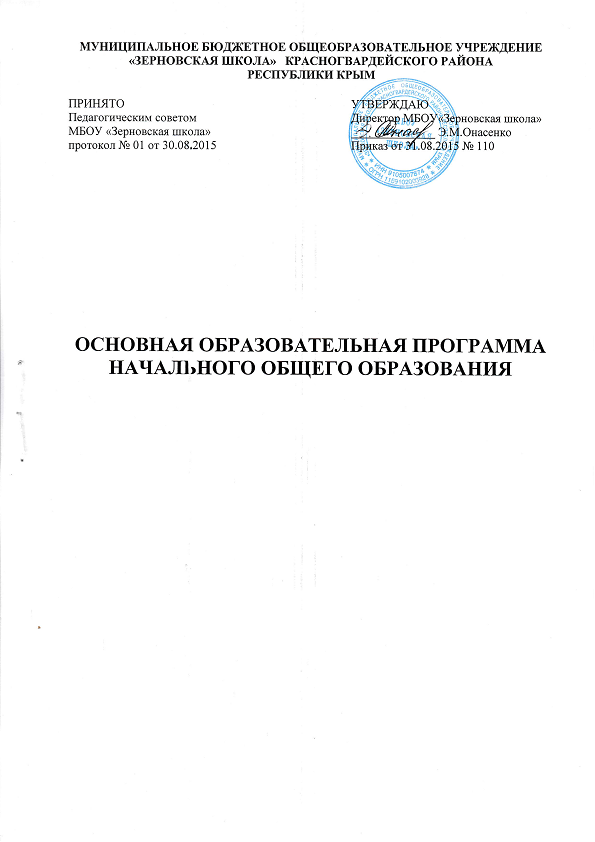 МУНИЦИПАЛЬНОЕ БЮДЖЕТНОЕ ОБЩЕОБРАЗОВАТЕЛЬНОЕ УЧРЕЖДЕНИЕ
«ЗЕРНОВСКАЯ ШКОЛА» КРАСНОГВАРДЕЙСКОГО РАЙОНА
РЕСПУБЛИКИ КРЫМ
ПРИНЯТО
Педагогическим советом
МБОУ «Зерновская школа»
протокол № 01 от 30.08.2015
УТВЕРЖДАЮ
Директор МБОУ «Зерновская школа»
Э.М.Онасенко
Приказ от 31.08.2015 № 110
ОСНОВНАЯ ОБРАЗОВАТЕЛЬНАЯ ПРОГРАММА
НАЧАЛЬНОГО ОБЩЕГО ОБРАЗОВАНИЯ